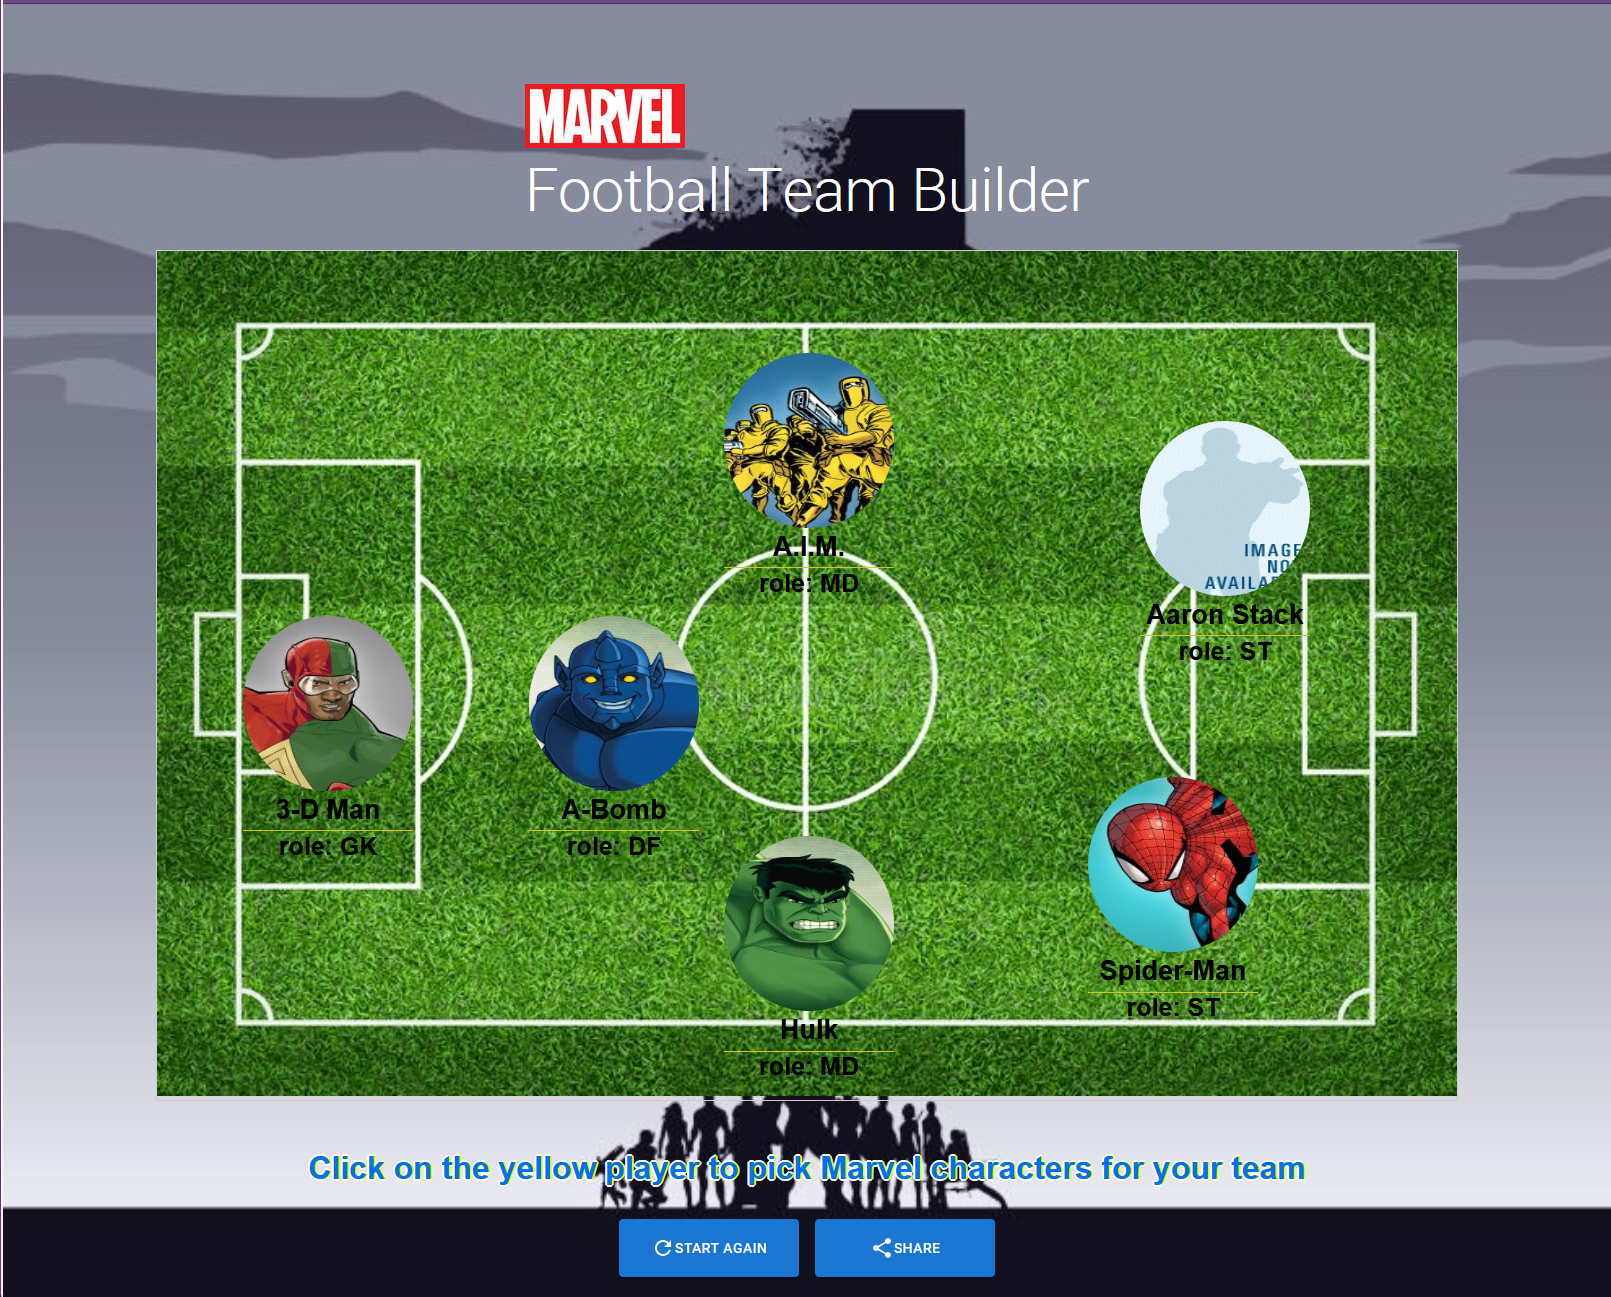 MARVEL
Football Team Builder
A.I.M.
role: MD
IMAGE
NO
AVAILA
Aaron Stack
role: ST
3-D Man
role: GK
A-Bomb
role: DF
Hulk
role: MD
Spider-Man
role: ST
Click on the yellow player to pick Marvel characters for your team
START AGAIN
SHARE